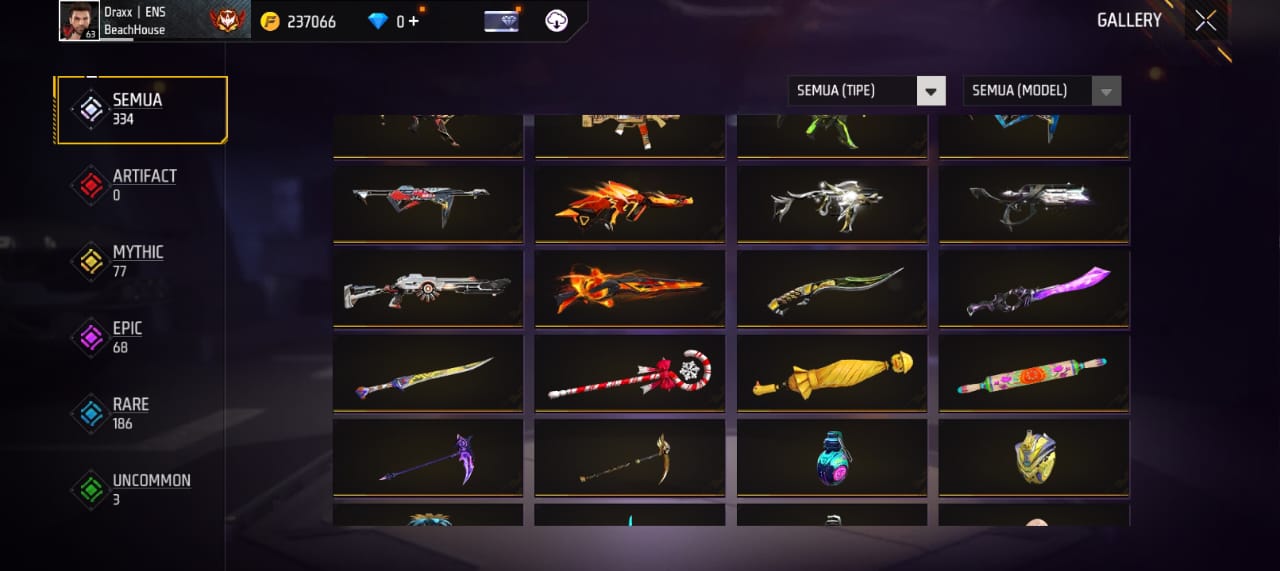 Draxx | ENS
BeachHouse
63
237066
0 +
GALLERY
SEMUA
334
ARTIFACT
0
MYTHIC
77
EPIC
68
RARE
186
UNCOMMON
3
SEMUA (TIPE)
SEMUA (MODEL)